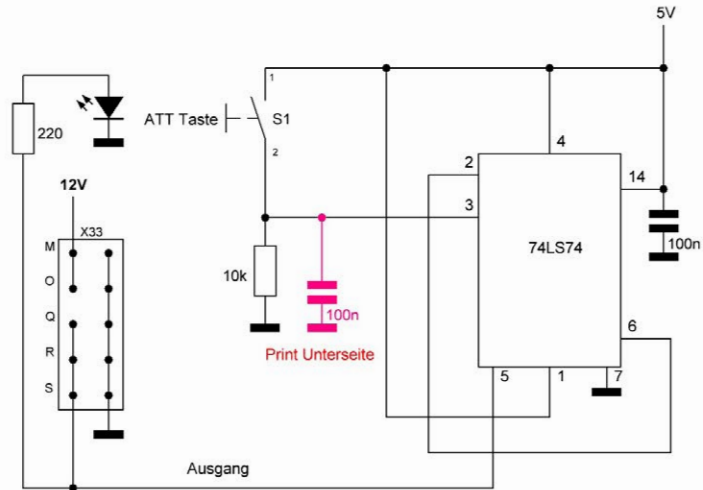 5V
1
ATT Taste
S1
2
220
12V
X33
M
O
Q
R
S
10k
100n
Print Unterseite
2
3
4
14
74LS74
100n
6
5
1
7
Ausgang